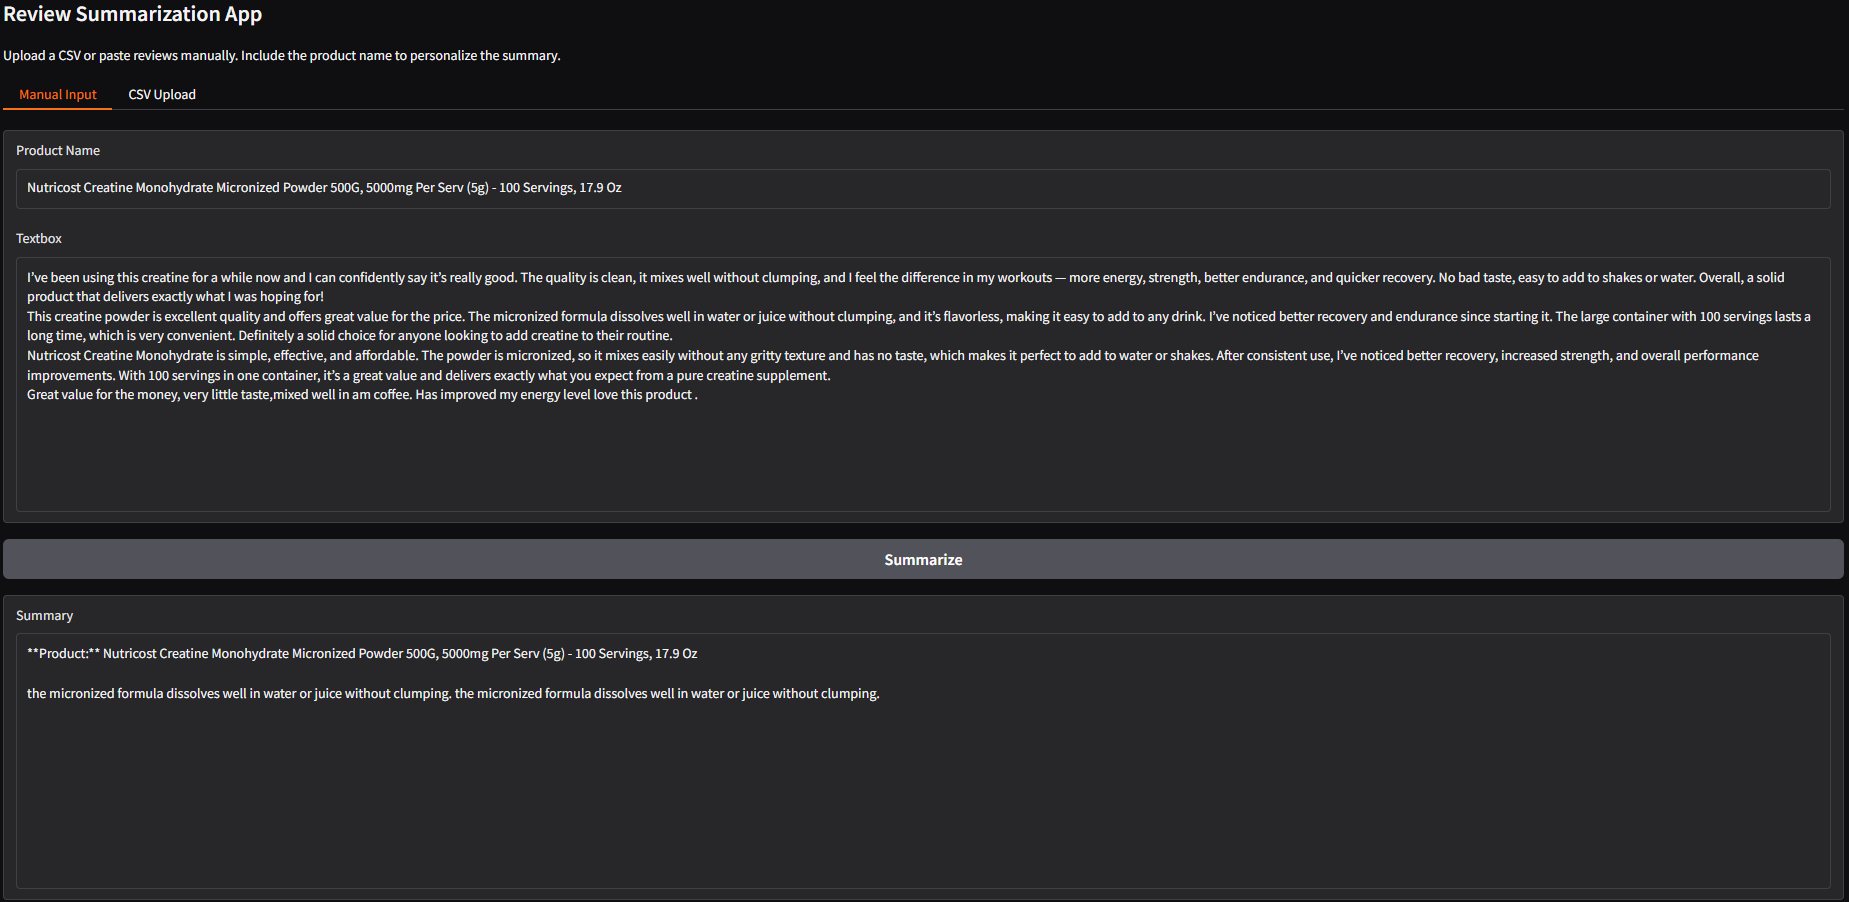 Review Summarization App
Upload a CSV or paste reviews manually. Include the product name to personalize the summary.
Manual Input
CSV Upload
Product Name
Nutricost Creatine Monohydrate Micronized Powder 500G, 5000mg Per Serv (5g) - 100 Servings, 17.9 Oz
Textbox
I’ve been using this creatine for a while now and I can confidently say it’s really good. The quality is clean, it mixes well without clumping, and I feel the difference in my workouts — more energy, strength, better endurance, and quicker recovery. No bad taste, easy to add to shakes or water. Overall, a solid
product that delivers exactly what I was hoping for!
This creatine powder is excellent quality and offers great value for the price. The micronized formula dissolves well in water or juice without clumping, and it’s flavorless, making it easy to add to any drink. I’ve noticed better recovery and endurance since starting it. The large container with 100 servings lasts a
long time, which is very convenient. Definitely a solid choice for anyone looking to add creatine to their routine.
Nutricost Creatine Monohydrate is simple, effective, and affordable. The powder is micronized, so it mixes easily without any gritty texture and has no taste, which makes it perfect to add to water or shakes. After consistent use, I’ve noticed better recovery, increased strength, and overall performance
improvements. With 100 servings in one container, it’s a great value and delivers exactly what you expect from a pure creatine supplement.
Great value for the money, very little taste,mixed well in am coffee. Has improved my energy level love this product .
Summarize
Summary
**Product:** Nutricost Creatine Monohydrate Micronized Powder 500G, 5000mg Per Serv (5g) - 100 Servings, 17.9 Oz
the micronized formula dissolves well in water or juice without clumping. the micronized formula dissolves well in water or juice without clumping.